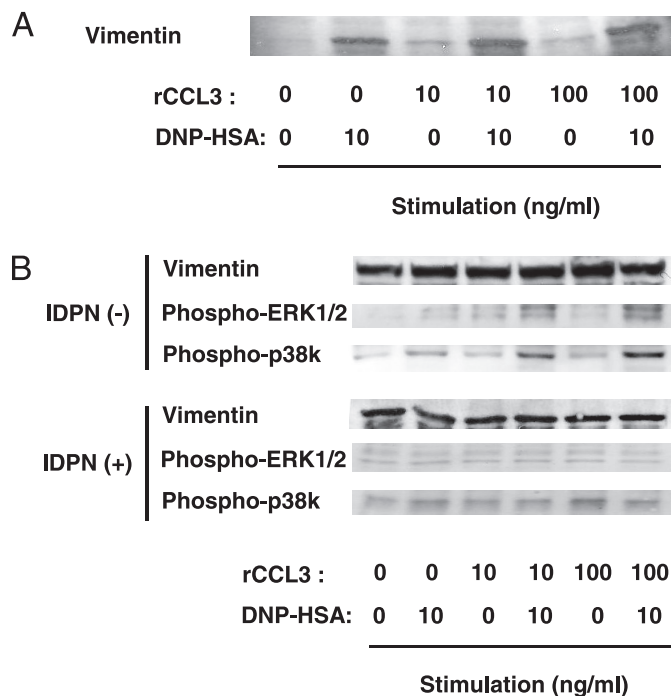 A
Vimentin
rCCL3 : 0 0 10 10 100 100
DNP-HSA: 0 10 0 10 0 10
Stimulation (ng/ml)
B
IDPN (-)
Vimentin
Phospho-ERK1/2
Phospho-p38k
IDPN (+)
Vimentin
Phospho-ERK1/2
Phospho-p38k
rCCL3 : 0 0 10 10 100 100
DNP-HSA: 0 10 0 10 0 10
Stimulation (ng/ml)